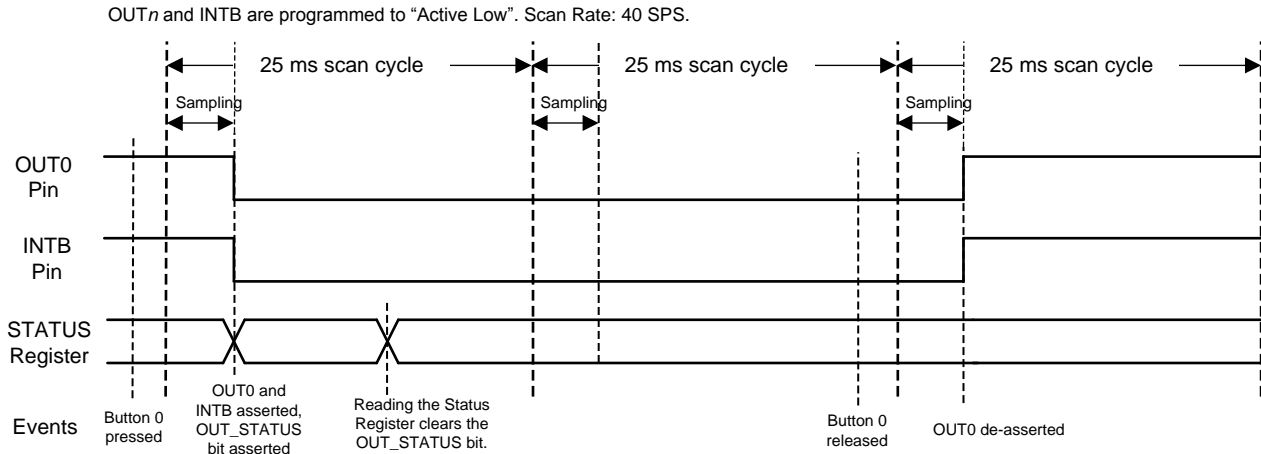 OUTn and INTB are programmed to “Active Low”. Scan Rate: 40 SPS.
25 ms scan cycle
25 ms scan cycle
25 ms scan cycle
Sampling
Sampling
Sampling
OUT0
Pin
INTB
Pin
STATUS
Register
Events
Button 0
pressed
OUT0 and
INTB asserted,
OUT_STATUS
bit asserted
Reading the Status
Register clears the
OUT_STATUS bit.
Button 0
released
OUT0 de-asserted